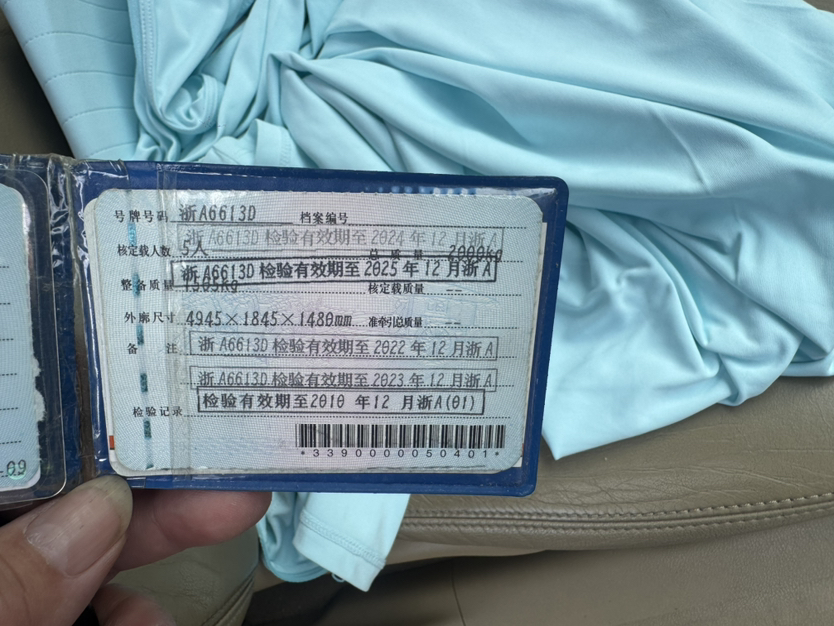 号牌号码 浙A6613D 档案编号
浙A6613D 检验有效期至2024年12月浙A
核定载人数 5人 总质量 2000kg
浙A6613D 检验有效期至2025年12月浙A
整备质量 1505kg 核定载质量 --
外廓尺寸 4945×1845×1480mm 准牵引总质量 --
备注 浙A6613D 检验有效期至2022年12月浙A
浙A6613D 检验有效期至2023年12月浙A
检验记录 检验有效期至2010年12月浙A(01)
*3390000050401*
-09